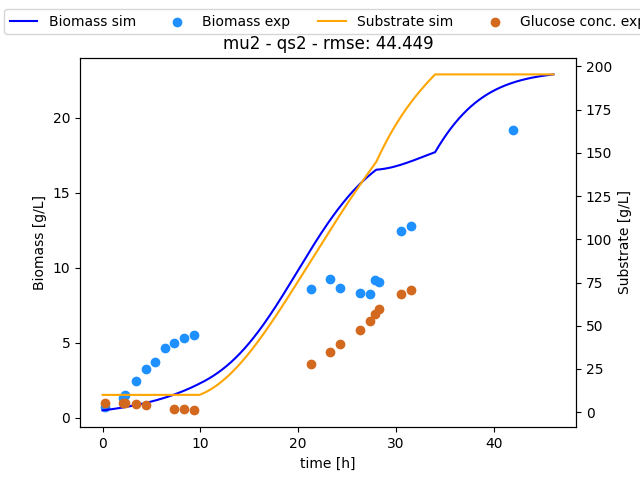 Biomass sim Biomass exp Substrate sim Glucose conc. exp
mu2 - qs2 - rmse: 44.449
20
15
10
5
0
Biomass [g/L]
200
175
150
125
100
75
50
25
0
Substrate [g/L]
0 10 20 30 40
time [h]